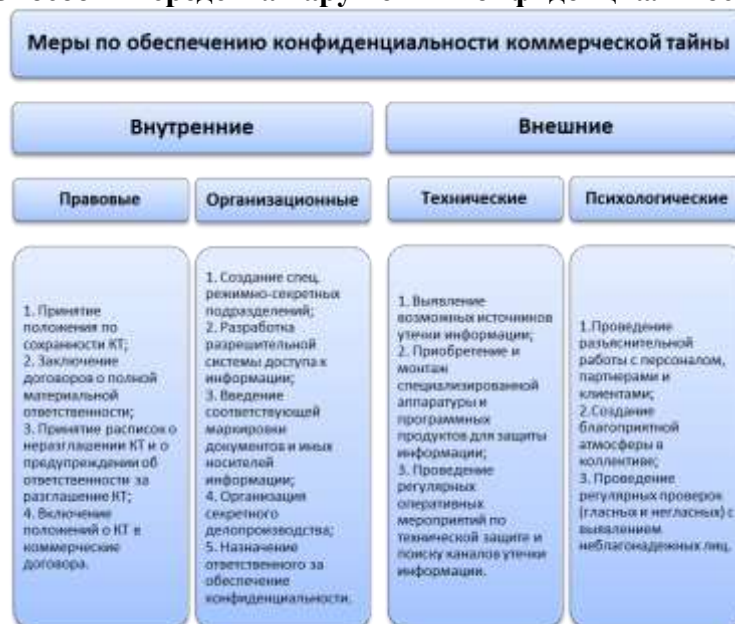 Меры по обеспечению конфиденциальности коммерческой тайны
Внутренние
Внешние
Правовые
Организационные
Технические
Психологические
1. Принятие
положения по
сохранности КТ;
2. Заключение
договоров о полной
материальной
ответственности;
3. Принятие расписок о
неразглашении КТ и о
предупреждении об
ответственности за
разглашение КТ;
4. Включение
положений о КТ в
коммерческие
договора.
1. Создание спец.
режимно-секретных
подразделений;
2. Разработка
разрешительной
системы доступа к
информации;
3. Введение
соответствующей
маркировки
документов и иных
носителей
информации;
4. Организация
секретного
делопроизводства;
5. Назначение
ответственного за
обеспечение
конфиденциальности.
1. Выявление
возможных источников
утечки информации;
2. Приобретение и
монтаж
специализированной
аппаратуры и
программных
продуктов для защиты
информации;
3. Проведение
регулярных
оперативных
мероприятий по
технической защите и
поиску каналов утечки
информации.
1.Проведение
разъяснительной
работы с персоналом,
партнерами и
клиентами;
2.Создание
благоприятной
атмосферы в
коллективе;
3. Проведение
регулярных проверок
(гласных и негласных) с
выявлением
неблагонадежных лиц.